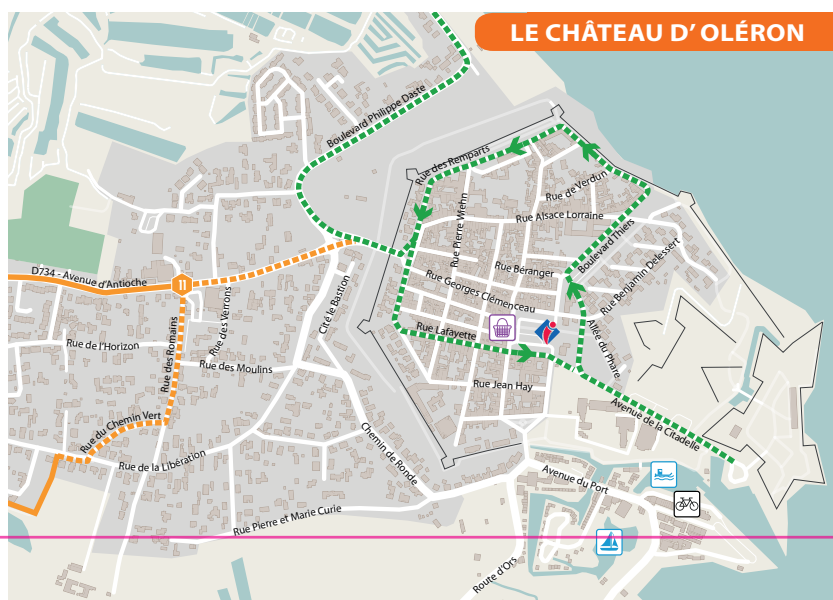 LE CHÂTEAU D' OLÉRON
Boulevard Philippe Daste
Rue des Remparts
Rue de Verdun
Rue Pierre Wiehn
Rue Alsace Lorraine
Boulevard Thiers
Rue Benjamin Delessert
Rue Béranger
D734 - Avenue d'Antioche
11
Rue Georges Clémenceau
Cité le Bastion
Rue des Verrons
Rue Lafayette
Allée du Phare
Rue de l'Horizon
Rue des Romains
Rue des Moulins
Rue Jean Hay
Avenue de la Citadelle
Rue du Chemin Vert
Chemin de Ronde
Rue de la Libération
Avenue du Port
Rue Pierre et Marie Curie
Route d'Ors